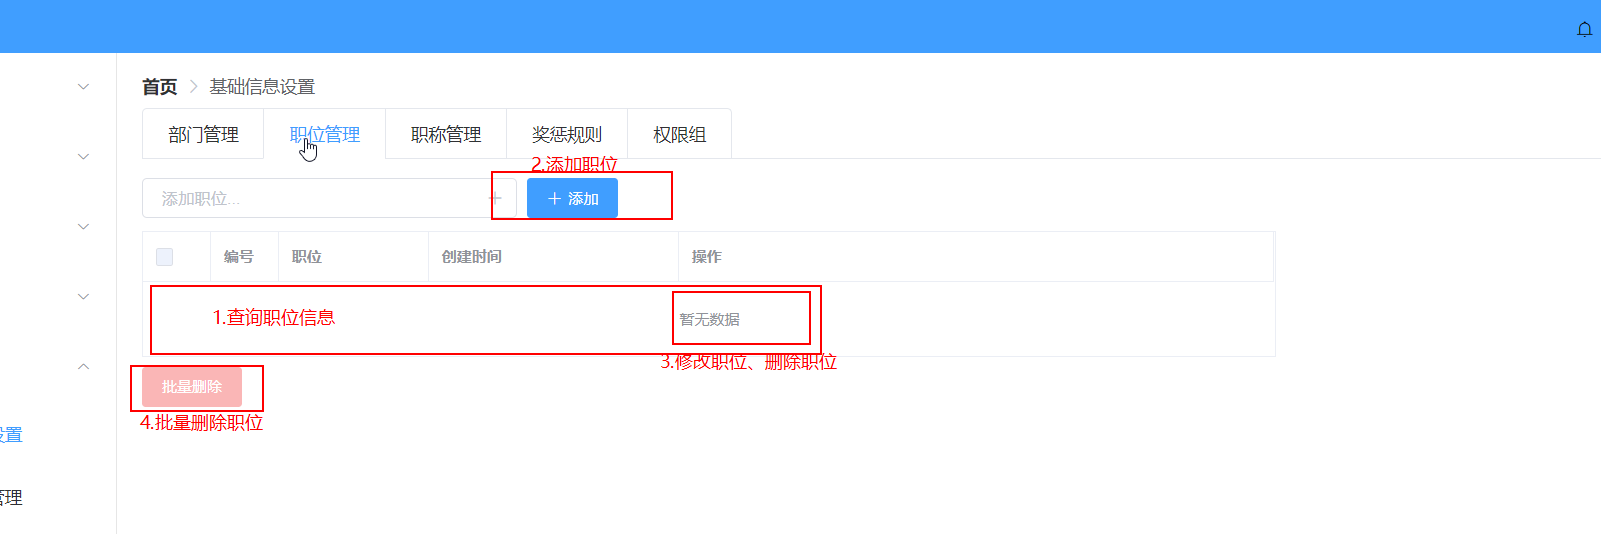 首页 > 基础信息设置
部门管理 职位管理 职称管理 奖惩规则 权限组
2.添加职位
添加职位... + + 添加
编号 职位 创建时间 操作
1.查询职位信息
暂无数据
3.修改职位、删除职位
批量删除
4.批量删除职位
设置
管理